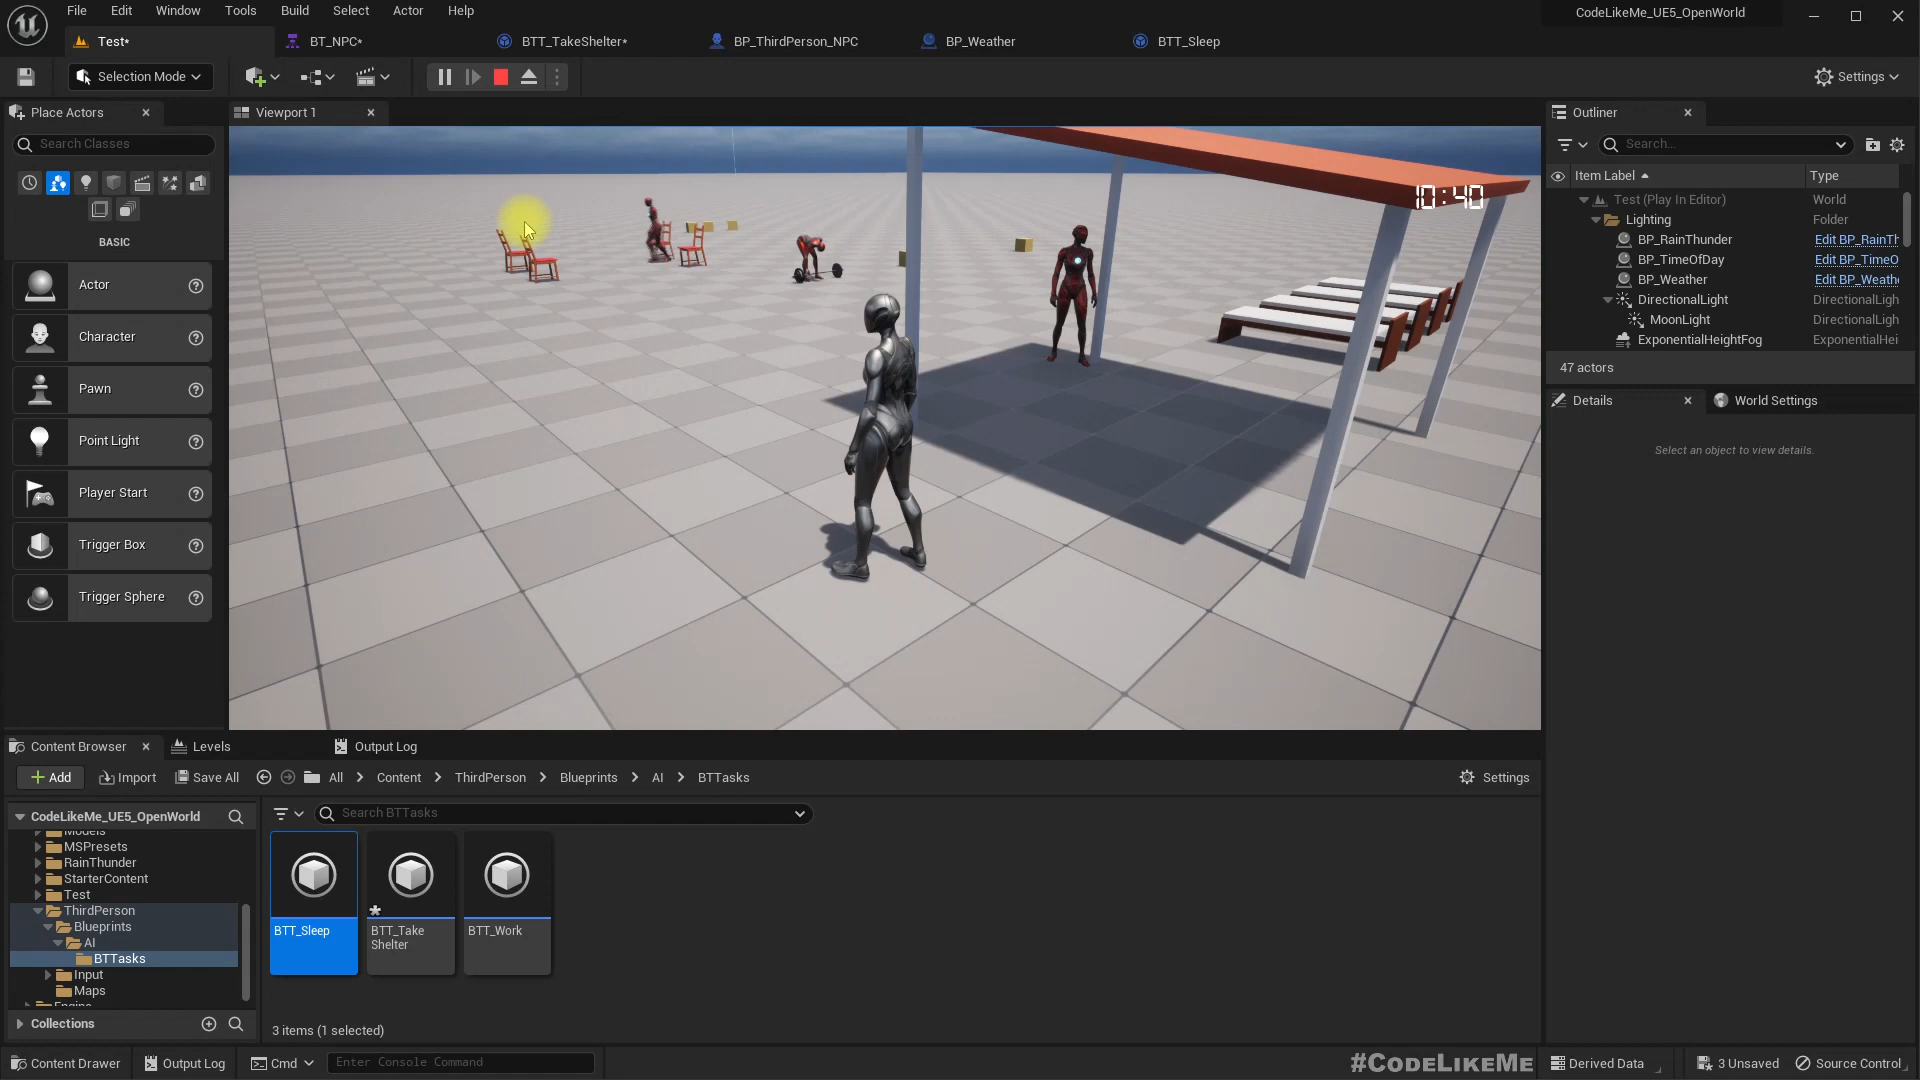 File Edit Window Tools Build Select Actor Help
CodeLikeMe_UE5_OpenWorld
Test*
BT_NPC*
BTT_TakeShelter*
BP_ThirdPerson_NPC
BP_Weather
BTT_Sleep
Selection Mode
Settings
Place Actors
Viewport 1
Outliner
Search Classes
Search...
Item Label
Type
10:40
Test (Play In Editor)
World
Lighting
Folder
BP_RainThunder
Edit BP_RainTh
BP_TimeOfDay
Edit BP_TimeO
BP_Weather
Edit BP_Weathe
DirectionalLight
DirectionalLigh
MoonLight
DirectionalLigh
ExponentialHeightFog
ExponentialHei
47 actors
BASIC
Actor
Character
Pawn
Point Light
Player Start
Trigger Box
Trigger Sphere
Details
World Settings
Select an object to view details.
Content Browser
Levels
Output Log
Add
Import
Save All
All
Content
ThirdPerson
Blueprints
AI
BTTasks
Settings
CodeLikeMe_UE5_OpenWorld
Search BTTasks
Models
MSPresets
RainThunder
StarterContent
Test
ThirdPerson
Blueprints
AI
BTTasks
Input
Maps
Engine
Collections
BTT_Sleep
BTT_Take
Shelter
BTT_Work
3 items (1 selected)
Content Drawer
Output Log
Cmd
Enter Console Command
#CodeLikeMe
Derived Data
3 Unsaved
Source Control